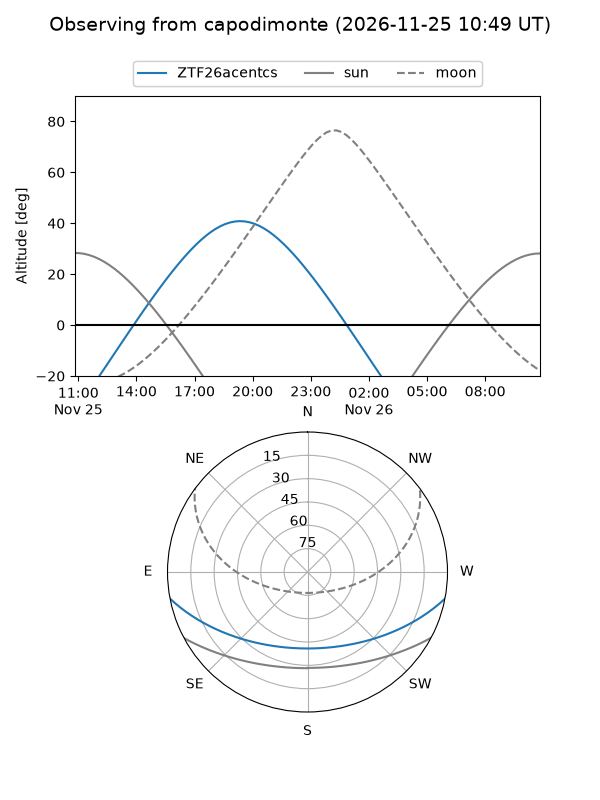 Observing from capodimonte (2026-11-25 10:49 UT)
ZTF26acentcs sun moon
Altitude [deg]
80
60
40
20
0
−20
11:00 14:00 17:00 20:00 23:00 02:00 05:00 08:00
Nov 25 Nov 26
N
NE NW
15
30
45
60
75
E W
SE SW
S